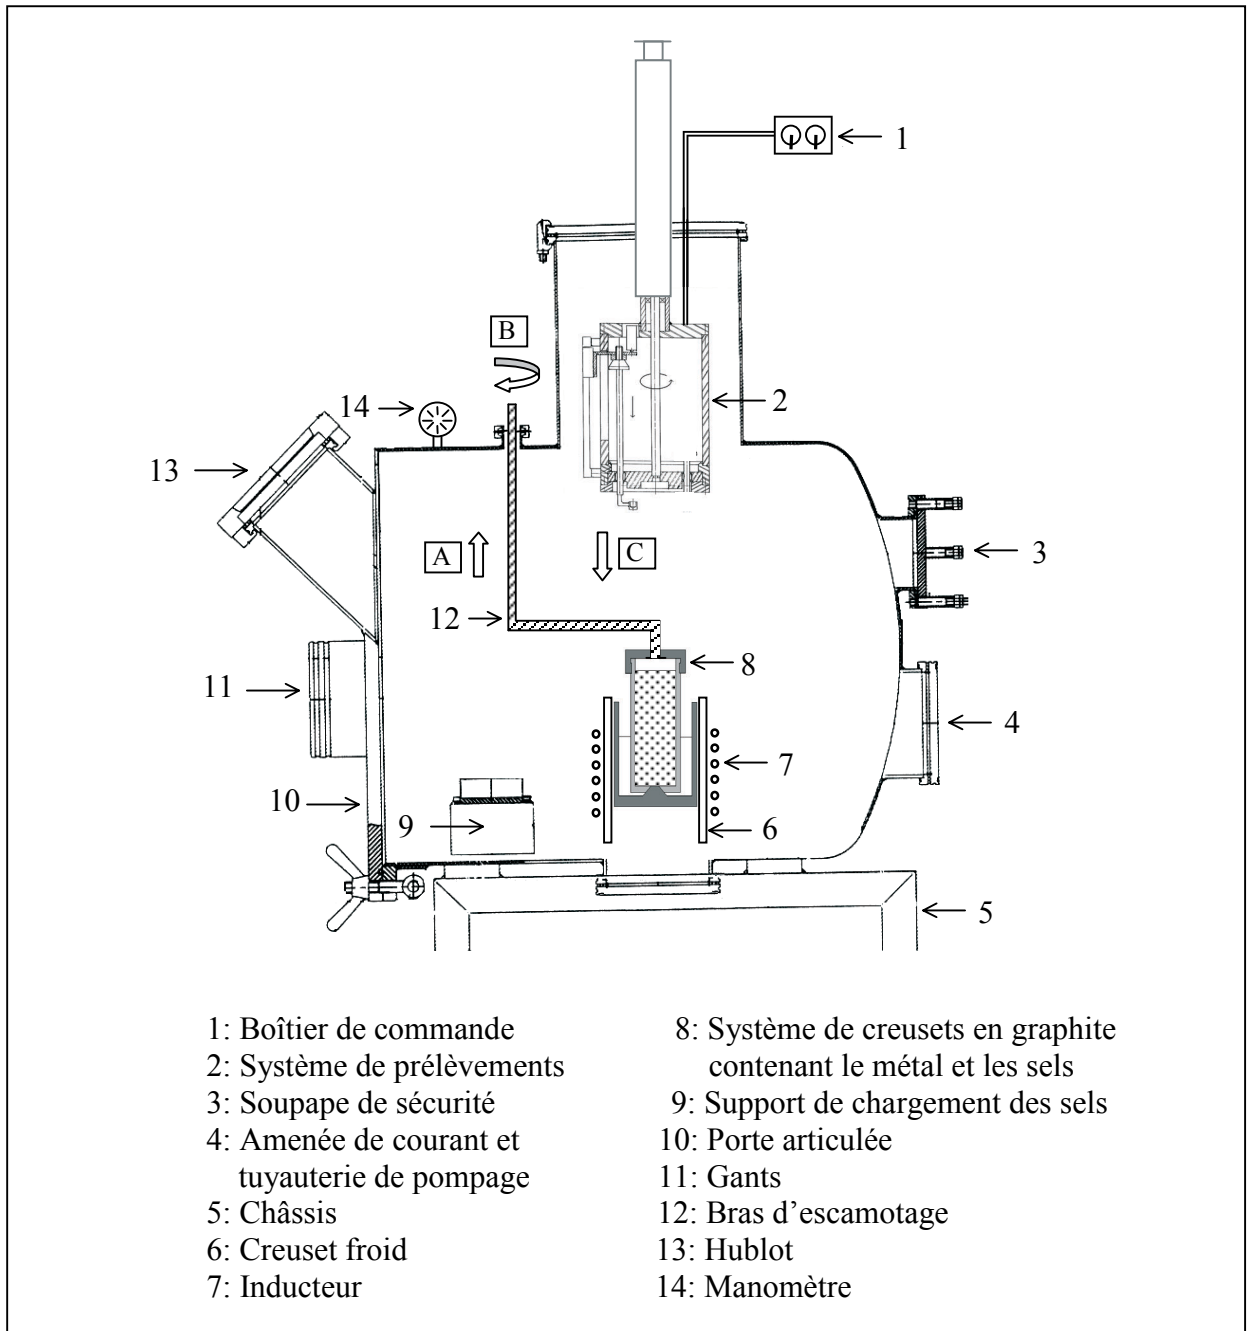 1
B
2
14
13
A
C
3
12
8
11
4
7
10
9
6
5
1: Boîtier de commande
2: Système de prélèvements
3: Soupape de sécurité
4: Amenée de courant et
tuyauterie de pompage
5: Châssis
6: Creuset froid
7: Inducteur
8: Système de creusets en graphite
contenant le métal et les sels
9: Support de chargement des sels
10: Porte articulée
11: Gants
12: Bras d’escamotage
13: Hublot
14: Manomètre